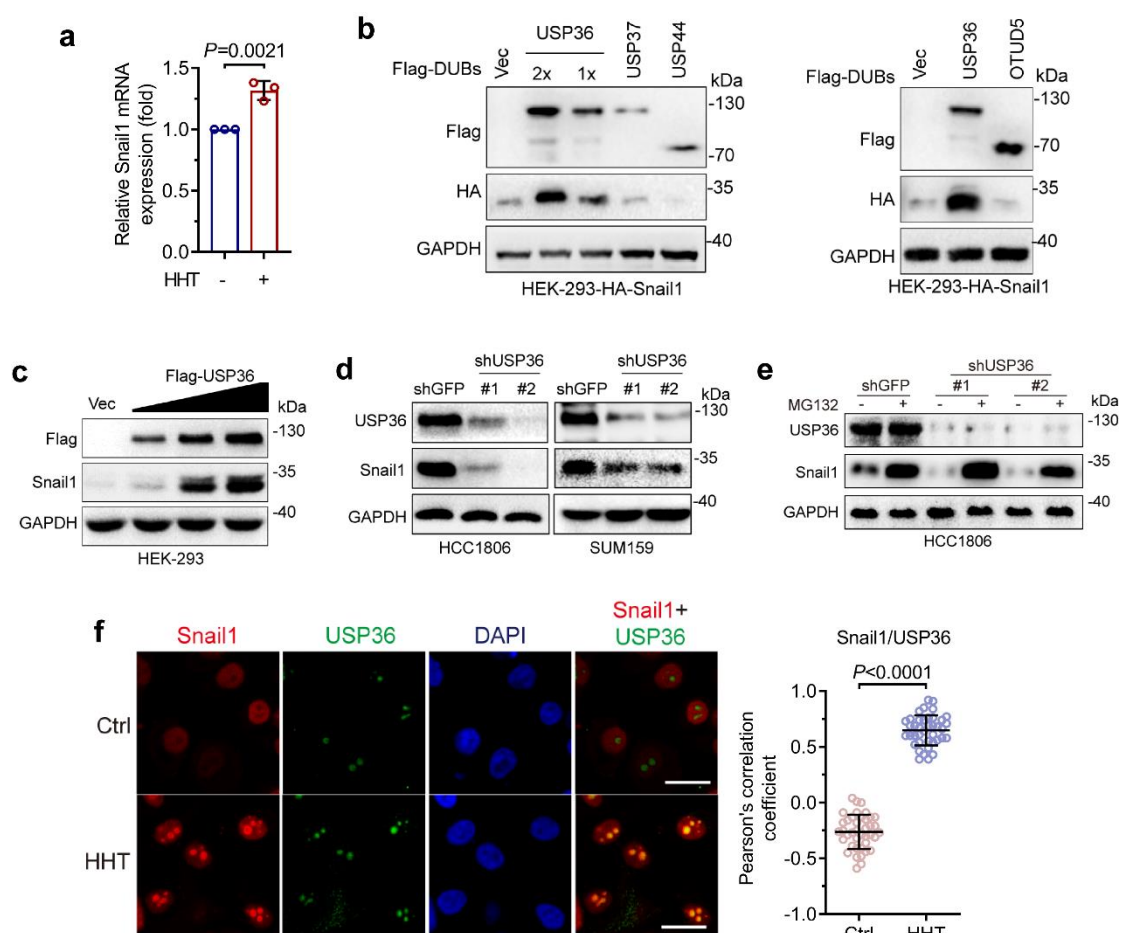 a
P=0.0021
Relative Snail1 mRNA
expression (fold)
1.5
1.0
0.5
0.0
HHT - +
b
Flag-DUBs Vec USP36 USP37 USP44 kDa
2x 1x
Flag -130
-70
HA -35
GAPDH -40
HEK-293-HA-Snail1
Flag-DUBs Vec USP36 OTUD5 kDa
Flag -130
-70
HA -35
GAPDH -40
HEK-293-HA-Snail1
c
Flag-USP36
Vec kDa
Flag -130
Snail1 -35
GAPDH -40
HEK-293
d
shUSP36 shUSP36
shGFP #1 #2 shGFP #1 #2 kDa
USP36 -130
Snail1 -35
GAPDH -40
HCC1806 SUM159
e
shUSP36
shGFP #1 #2 kDa
MG132 - + - + - +
USP36 -130
Snail1 -35
GAPDH -40
HCC1806
f
Snail1 USP36 DAPI Snail1+
USP36
Ctrl
HHT
Snail1/USP36
P<0.0001
Pearson's correlation
coefficient
1.0
0.5
0.0
-0.5
-1.0
Ctrl HHT